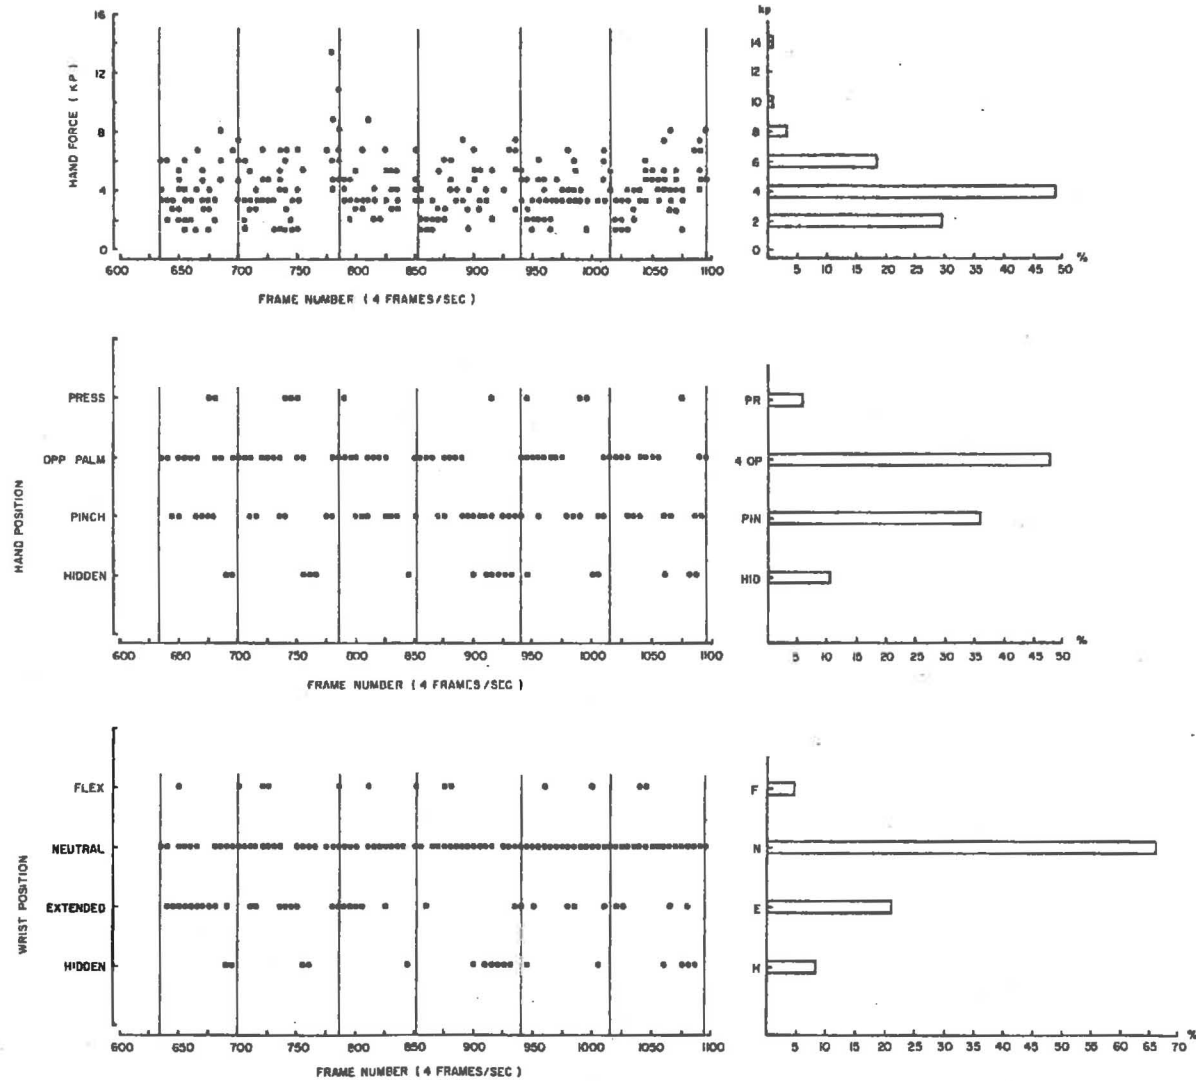 16
12
8
4
0
HAND FORCE ( KP. )
600 650 700 750 800 850 900 950 1000 1050 1100
FRAME NUMBER ( 4 FRAMES/SEC )
kp
14
12
10
8
6
4
2
0
5 10 15 20 25 30 35 40 45 50 %
HAND POSITION
PRESS
OPP PALM
PINCH
HIDDEN
600 650 700 750 800 850 900 950 1000 1050 1100
FRAME NUMBER ( 4 FRAMES /SEC )
PR
4 OP
PIN
HID
5 10 15 20 25 30 35 40 45 50 %
WRIST POSITION
FLEX
NEUTRAL
EXTENDED
HIDDEN
600 650 700 750 800 850 900 950 1000 1050 1100
FRAME NUMBER ( 4 FRAMES/SEC )
F
N
E
H
5 10 15 20 25 30 35 40 45 50 55 60 65 70 %